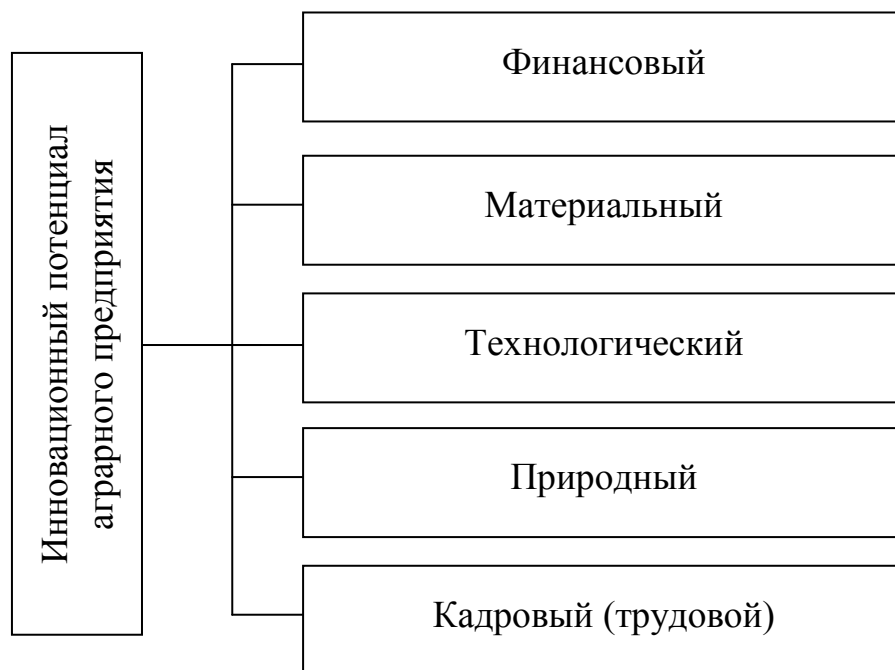 Инновационный потенциал
аграрного предприятия
Финансовый
Материальный
Технологический
Природный
Кадровый (трудовой)